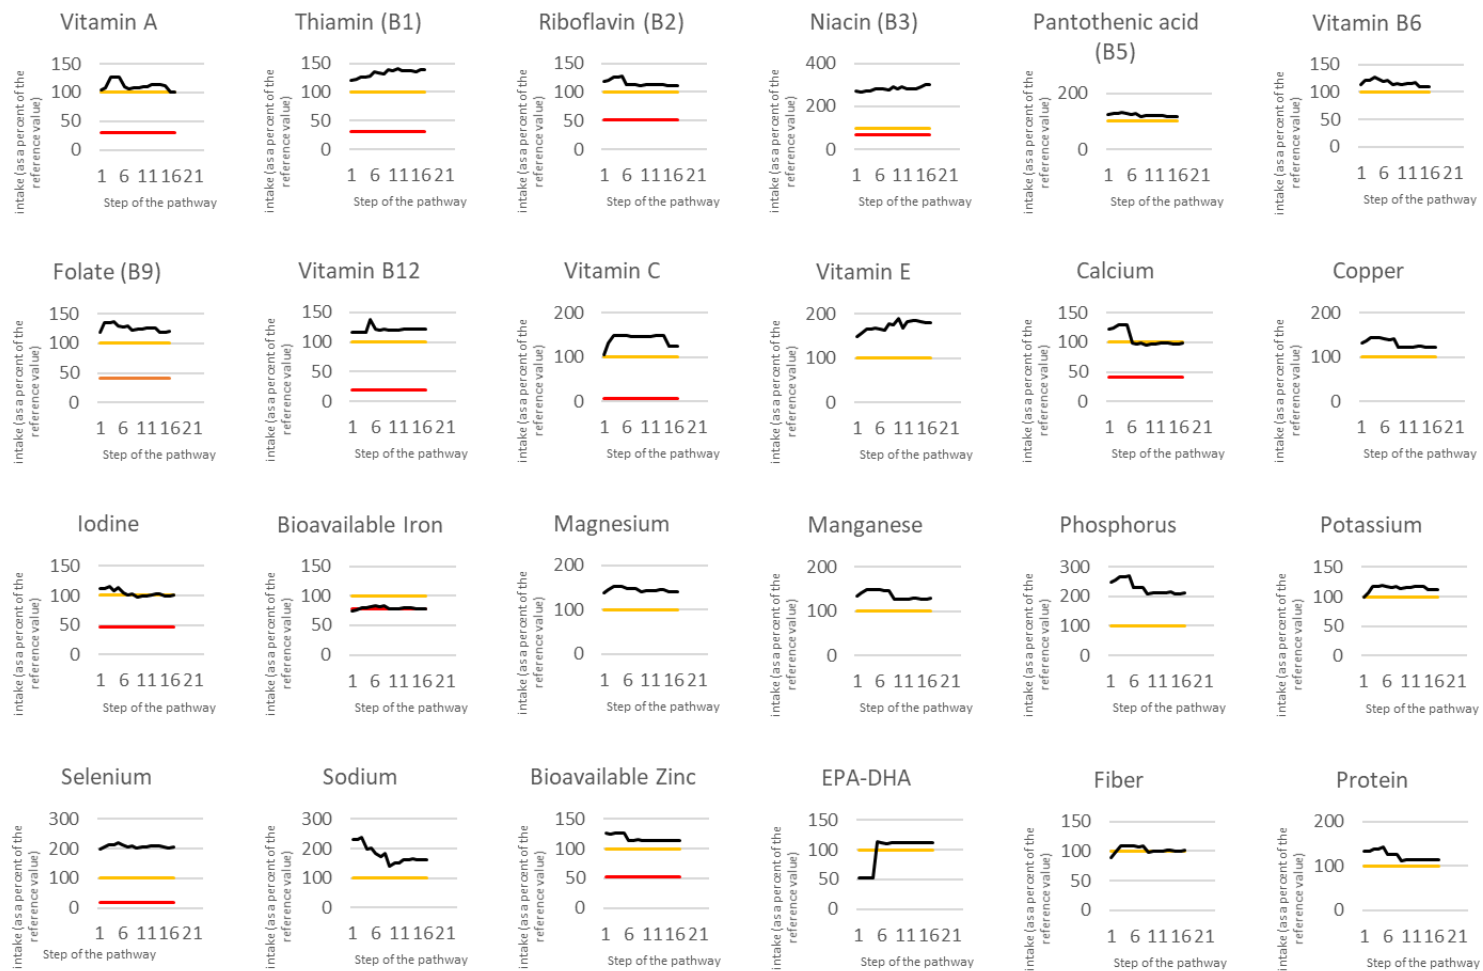 Vitamin A
intake (as a percent of the
reference value)
150
100
50
0
1 6 11 16 21
Step of the pathway
Thiamin (B1)
intake (as a percent of the
reference value)
150
100
50
0
1 6 11 16 21
Step of the pathway
Riboflavin (B2)
intake (as a percent of the
reference value)
150
100
50
0
1 6 11 16 21
Step of the pathway
Niacin (B3)
intake (as a percent of the
reference value)
400
200
0
1 6 11 16 21
Step of the pathway
Pantothenic acid
(B5)
intake (as a percent of the
reference value)
200
0
1 6 11 16 21
Step of the pathway
Vitamin B6
intake (as a percent of the
reference value)
150
100
50
0
1 6 11 16 21
Step of the pathway
Folate (B9)
intake (as a percent of the
reference value)
150
100
50
0
1 6 11 16 21
Step of the pathway
Vitamin B12
intake (as a percent of the
reference value)
150
100
50
0
1 6 11 16 21
Step of the pathway
Vitamin C
intake (as a percent of the
reference value)
200
100
0
1 6 11 16 21
Step of the pathway
Vitamin E
intake (as a percent of the
reference value)
200
100
0
1 6 11 16 21
Step of the pathway
Calcium
intake (as a percent of the
reference value)
150
100
50
0
1 6 11 16 21
Step of the pathway
Copper
intake (as a percent of the
reference value)
200
100
0
1 6 11 16 21
Step of the pathway
Iodine
intake (as a percent of the
reference value)
150
100
50
0
1 6 11 16 21
Step of the pathway
Bioavailable Iron
intake (as a percent of the
reference value)
150
100
50
0
1 6 11 16 21
Step of the pathway
Magnesium
intake (as a percent of the
reference value)
200
100
0
1 6 11 16 21
Step of the pathway
Manganese
intake (as a percent of the
reference value)
200
100
0
1 6 11 16 21
Step of the pathway
Phosphorus
intake (as a percent of the
reference value)
300
200
100
0
1 6 11 16 21
Step of the pathway
Potassium
intake (as a percent of the
reference value)
150
100
50
0
1 6 11 16 21
Step of the pathway
Selenium
intake (as a percent of the
reference value)
300
200
100
0
1 6 11 16 21
Step of the pathway
Sodium
intake (as a percent of the
reference value)
300
200
100
0
1 6 11 16 21
Step of the pathway
Bioavailable Zinc
intake (as a percent of the
reference value)
150
100
50
0
1 6 11 16 21
Step of the pathway
EPA-DHA
intake (as a percent of the
reference value)
150
100
50
0
1 6 11 16 21
Step of the pathway
Fiber
intake (as a percent of the
reference value)
150
100
50
0
1 6 11 16 21
Step of the pathway
Protein
intake (as a percent of the
reference value)
200
100
0
1 6 11 16 21
Step of the pathway